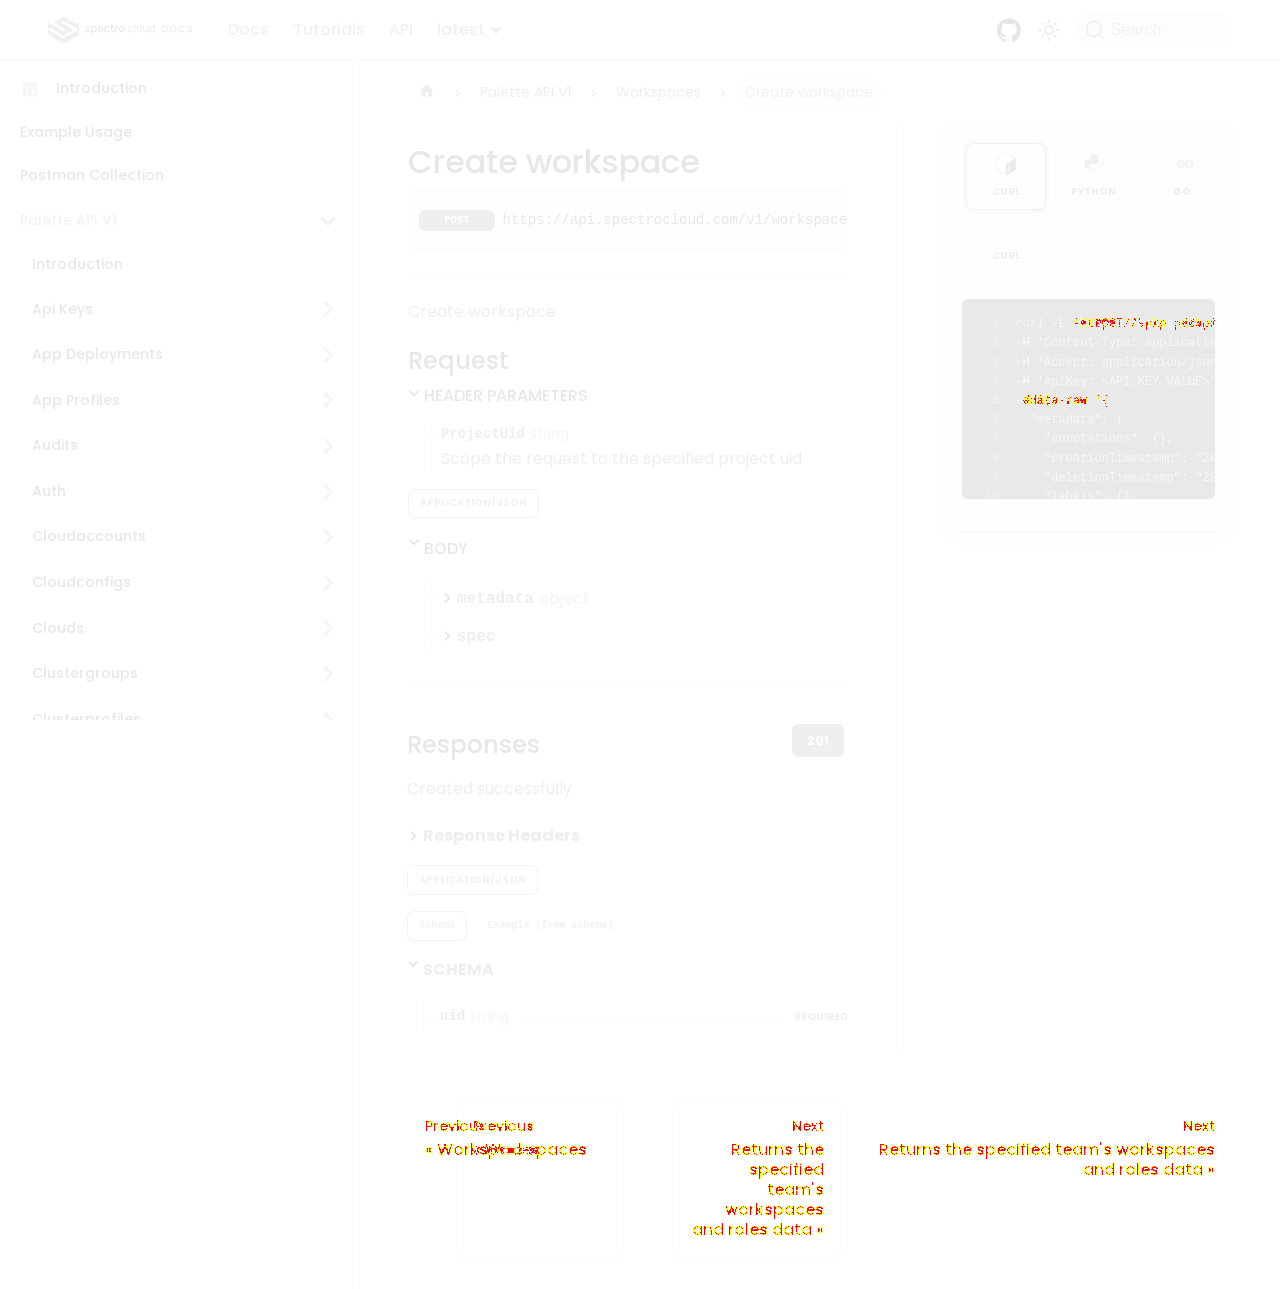 spectro cloud DOCS
Docs
Tutorials
API
latest
Search
Introduction
Example Usage
Postman Collection
Palette API V1
Introduction
Api Keys
App Deployments
App Profiles
Audits
Auth
Cloudaccounts
Cloudconfigs
Clouds
Clustergroups
Clusterprofiles
Palette API V1
Workspaces
Create workspace
Create workspace
POST https://api.spectrocloud.com/v1/workspace
Create workspace
Request
HEADER PARAMETERS
ProjectUid string
Scope the request to the specified project uid
APPLICATION/JSON
BODY
metadata object
spec
Responses
201
Created successfully
Response Headers
APPLICATION/JSON
Schema
Example (from schema)
SCHEMA
uid string
REQUIRED
CURL
PYTHON
GO
CURL
1 curl -L
2 -H 'Content-Type: applicatio
3 -H 'Accept: application/json
4 -H 'ApiKey: <API_KEY_VALUE>'
5 data-raw '{
6 "metadata": {
7 "annotations": {},
8 "creationTimestamp": "20
9 "deletionTimestamp": "20
10 "labels": {},
Previous
Previous
« Workspaces
Next
Returns the
specified
team's
workspaces
and roles data »
Next
Returns the specified team's workspaces
and roles data »